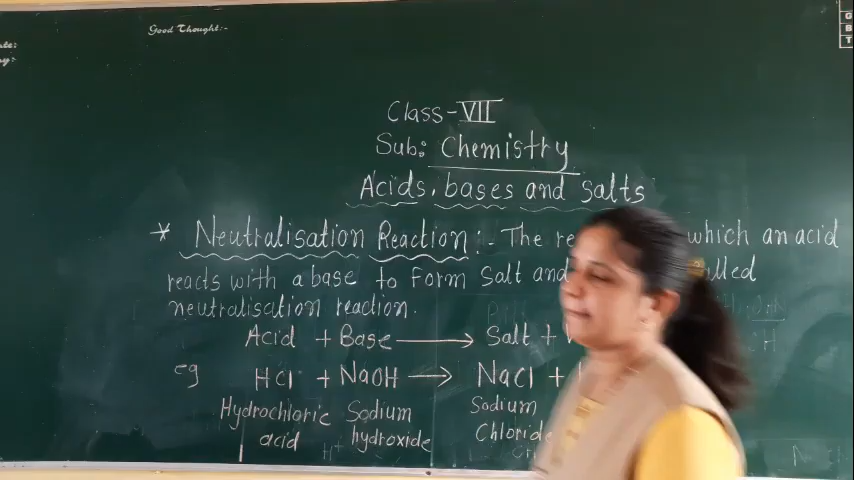 Good Thought:-
Class-VII
Sub: Chemistry
Acids, bases and salts
* Neutralisation Reaction:- The which an acid
reacts with a base to form Salt and
neutralisation reaction.
Acid + Base → Salt +
eg HCl + NaOH → NaCl +
Hydrochloric acid Sodium hydroxide Sodium Chloride